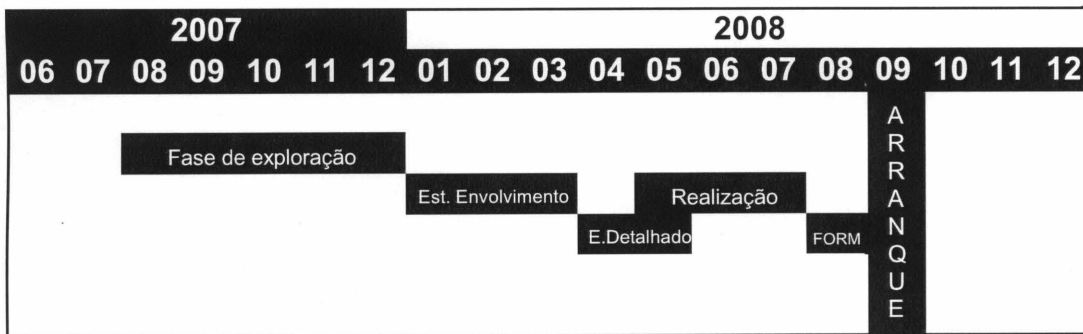 2007 2008
06 07 08 09 10 11 12 01 02 03 04 05 06 07 08 09 10 11 12
Fase de exploração
Est. Envolvimento Realização
E.Detalhado FORM
ARRANQUE